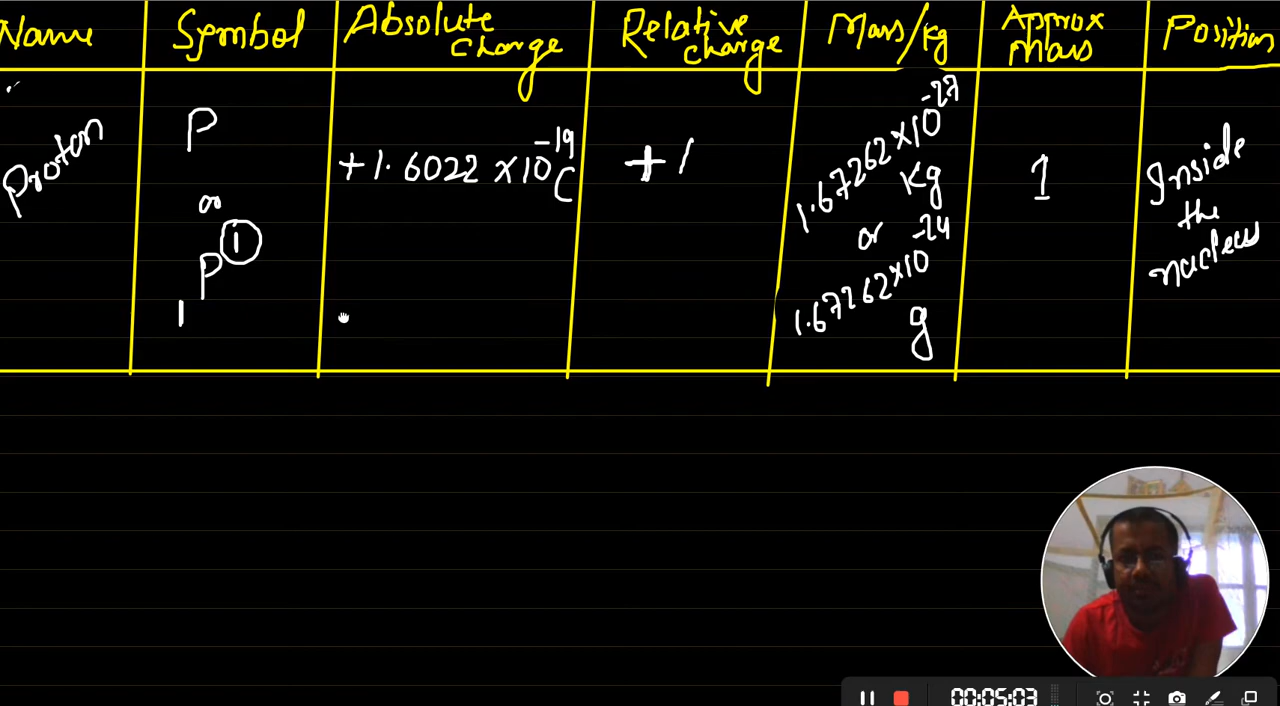 Name Symbol Absolute charge Relative charge Mass/kg Approx mass Position
Proton
P
or
1P①
+1.6022 ×10⁻¹⁹C
+1
1.67262×10⁻²⁷
kg
or
1.67262×10⁻²⁴
g
1
Inside
the
nucleus
00:05:03